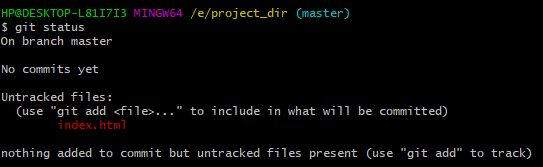 HP@DESKTOP-L81I7I3 MINGW64 /e/project_dir (master)
$ git status
On branch master
No commits yet
Untracked files:
(use "git add <file>..." to include in what will be committed)
index.html
nothing added to commit but untracked files present (use "git add" to track)